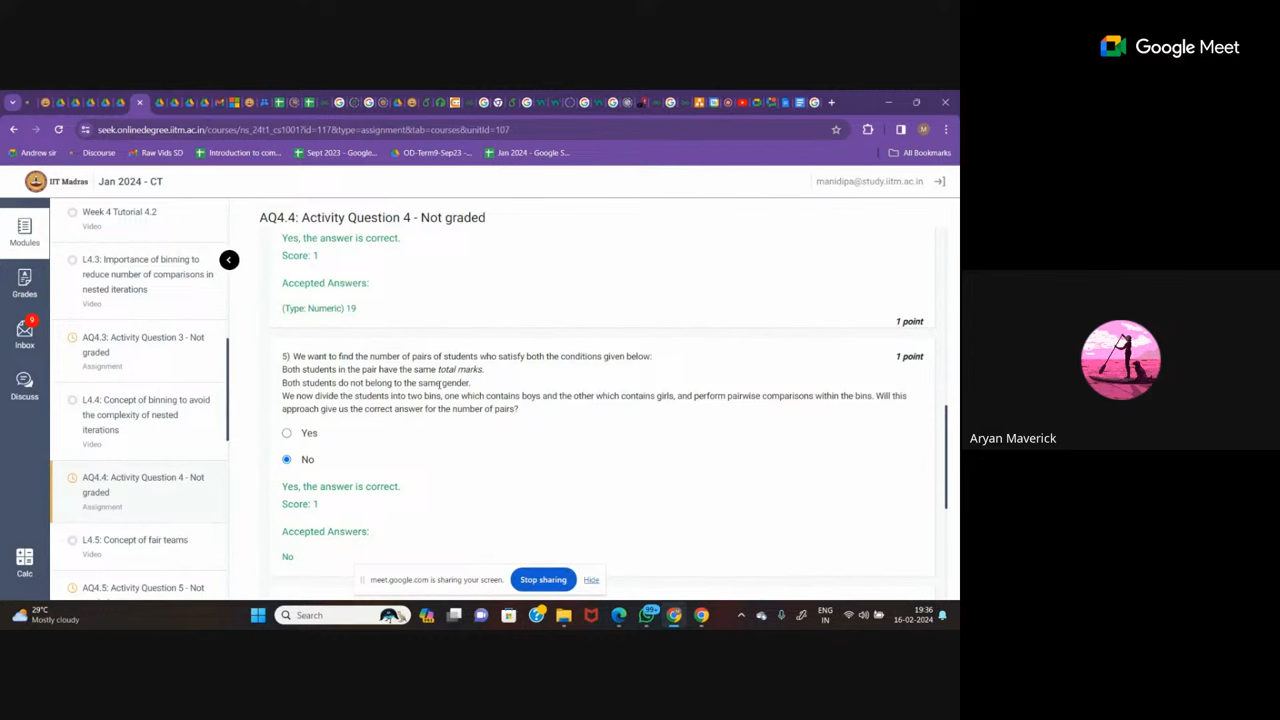 Google Meet
seek.onlinedegree.iitm.ac.in/courses/ns_24t1_cs1001?id=117&type=assignment&tab=courses&unitId=107
M
Andrew sir
Discourse
Raw Vids SD
Introduction to com...
Sept 2023 - Google...
OD-Term9-Sep23 -...
Jan 2024 - Google S...
All Bookmarks
IIT Madras
Jan 2024 - CT
manidipa@study.iitm.ac.in
Modules
Grades
9
Inbox
Discuss
Calc
Week 4 Tutorial 4.2
Video
L4.3: Importance of binning to
reduce number of comparisons in
nested iterations
Video
AQ4.3: Activity Question 3 - Not
graded
Assignment
L4.4: Concept of binning to avoid
the complexity of nested
iterations
Video
AQ4.4: Activity Question 4 - Not
graded
Assignment
L4.5: Concept of fair teams
Video
AQ4.5: Activity Question 5 - Not
AQ4.4: Activity Question 4 - Not graded
Yes, the answer is correct.
Score: 1
Accepted Answers:
(Type: Numeric) 19
1 point
5) We want to find the number of pairs of students who satisfy both the conditions given below:
1 point
Both students in the pair have the same total marks.
Both students do not belong to the same gender.
We now divide the students into two bins, one which contains boys and the other which contains girls, and perform pairwise comparisons within the bins. Will this
approach give us the correct answer for the number of pairs?
Yes
No
Yes, the answer is correct.
Score: 1
Accepted Answers:
No
meet.google.com is sharing your screen.
Stop sharing
Hide
29°C
Mostly cloudy
Search
99+
ENG
IN
19:36
16-02-2024
Aryan Maverick